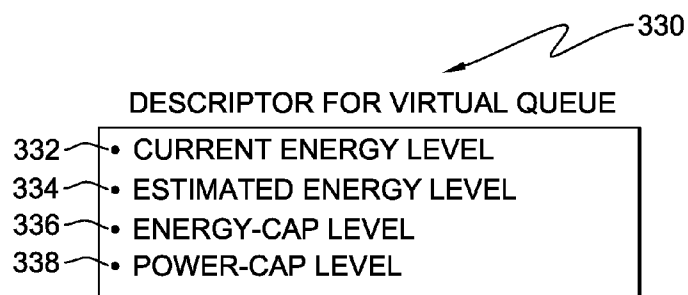 330
DESCRIPTOR FOR VIRTUAL QUEUE
332 • CURRENT ENERGY LEVEL
334 • ESTIMATED ENERGY LEVEL
336 • ENERGY-CAP LEVEL
338 • POWER-CAP LEVEL